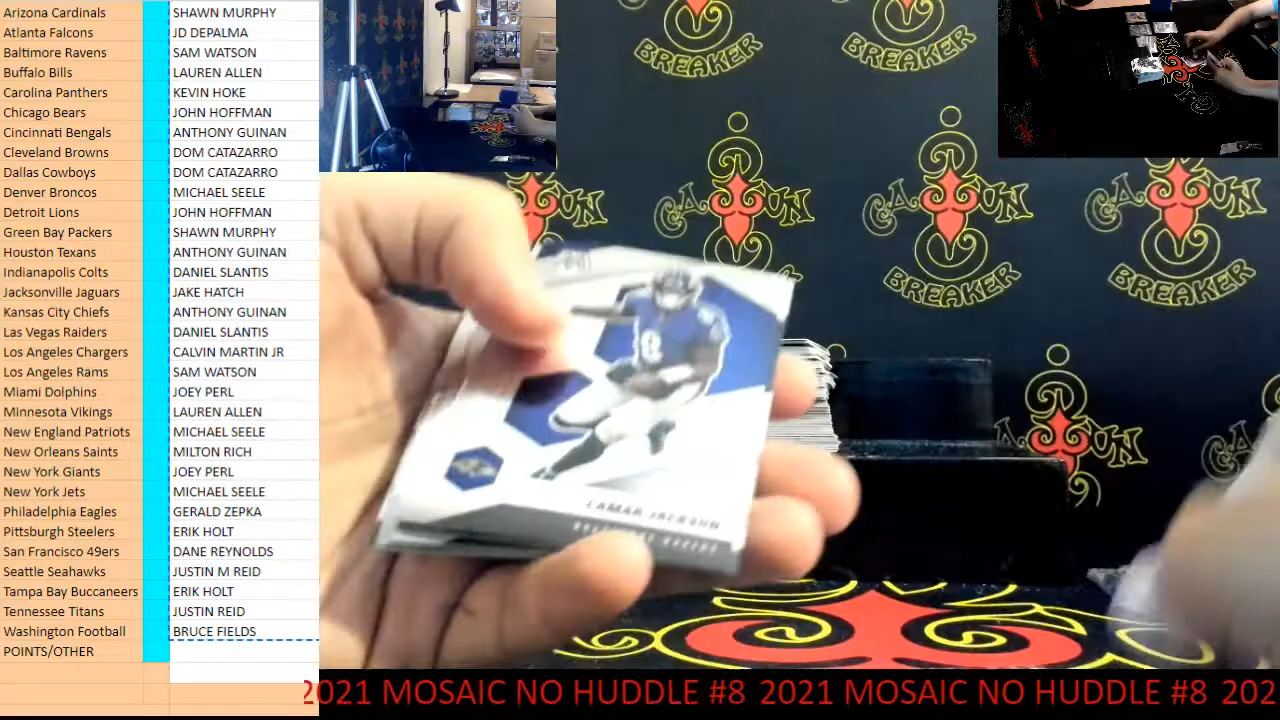 Arizona Cardinals SHAWN MURPHY
Atlanta Falcons JD DEPALMA
Baltimore Ravens SAM WATSON
Buffalo Bills LAUREN ALLEN
Carolina Panthers KEVIN HOKE
Chicago Bears JOHN HOFFMAN
Cincinnati Bengals ANTHONY GUINAN
Cleveland Browns DOM CATAZARRO
Dallas Cowboys DOM CATAZARRO
Denver Broncos MICHAEL SEELE
Detroit Lions JOHN HOFFMAN
Green Bay Packers SHAWN MURPHY
Houston Texans ANTHONY GUINAN
Indianapolis Colts DANIEL SLANTIS
Jacksonville Jaguars JAKE HATCH
Kansas City Chiefs ANTHONY GUINAN
Las Vegas Raiders DANIEL SLANTIS
Los Angeles Chargers CALVIN MARTIN JR
Los Angeles Rams SAM WATSON
Miami Dolphins JOEY PERL
Minnesota Vikings LAUREN ALLEN
New England Patriots MICHAEL SEELE
New Orleans Saints MILTON RICH
New York Giants JOEY PERL
New York Jets MICHAEL SEELE
Philadelphia Eagles GERALD ZEPKA
Pittsburgh Steelers ERIK HOLT
San Francisco 49ers DANE REYNOLDS
Seattle Seahawks JUSTIN M REID
Tampa Bay Buccaneers ERIK HOLT
Tennessee Titans JUSTIN REID
Washington Football BRUCE FIELDS
POINTS/OTHER
BREAKER
BREAKER
CAJUN
BREAKER
CAJUN
BREAKER
BREAKER
BREAKER
8
LAMAR JACKSON
BALTIMORE RAVENS
2021 MOSAIC NO HUDDLE #8 2021 MOSAIC NO HUDDLE #8 202